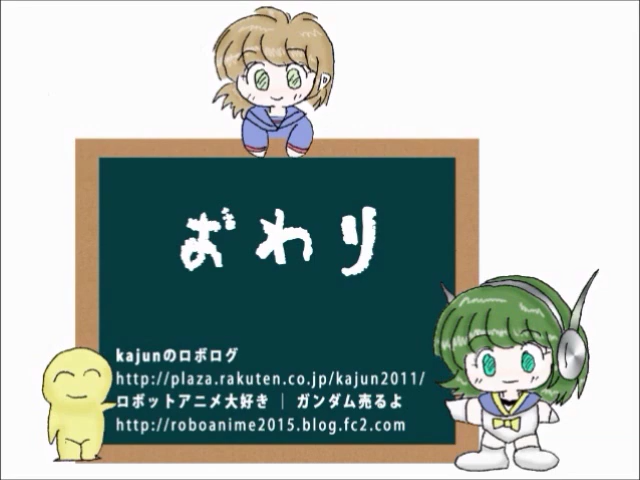 おわり
kajunのロボログ
http://plaza.rakuten.co.jp/kajun2011/
ロボットアニメ大好き | ガンダム売るよ
http://roboanime2015.blog.fc2.com